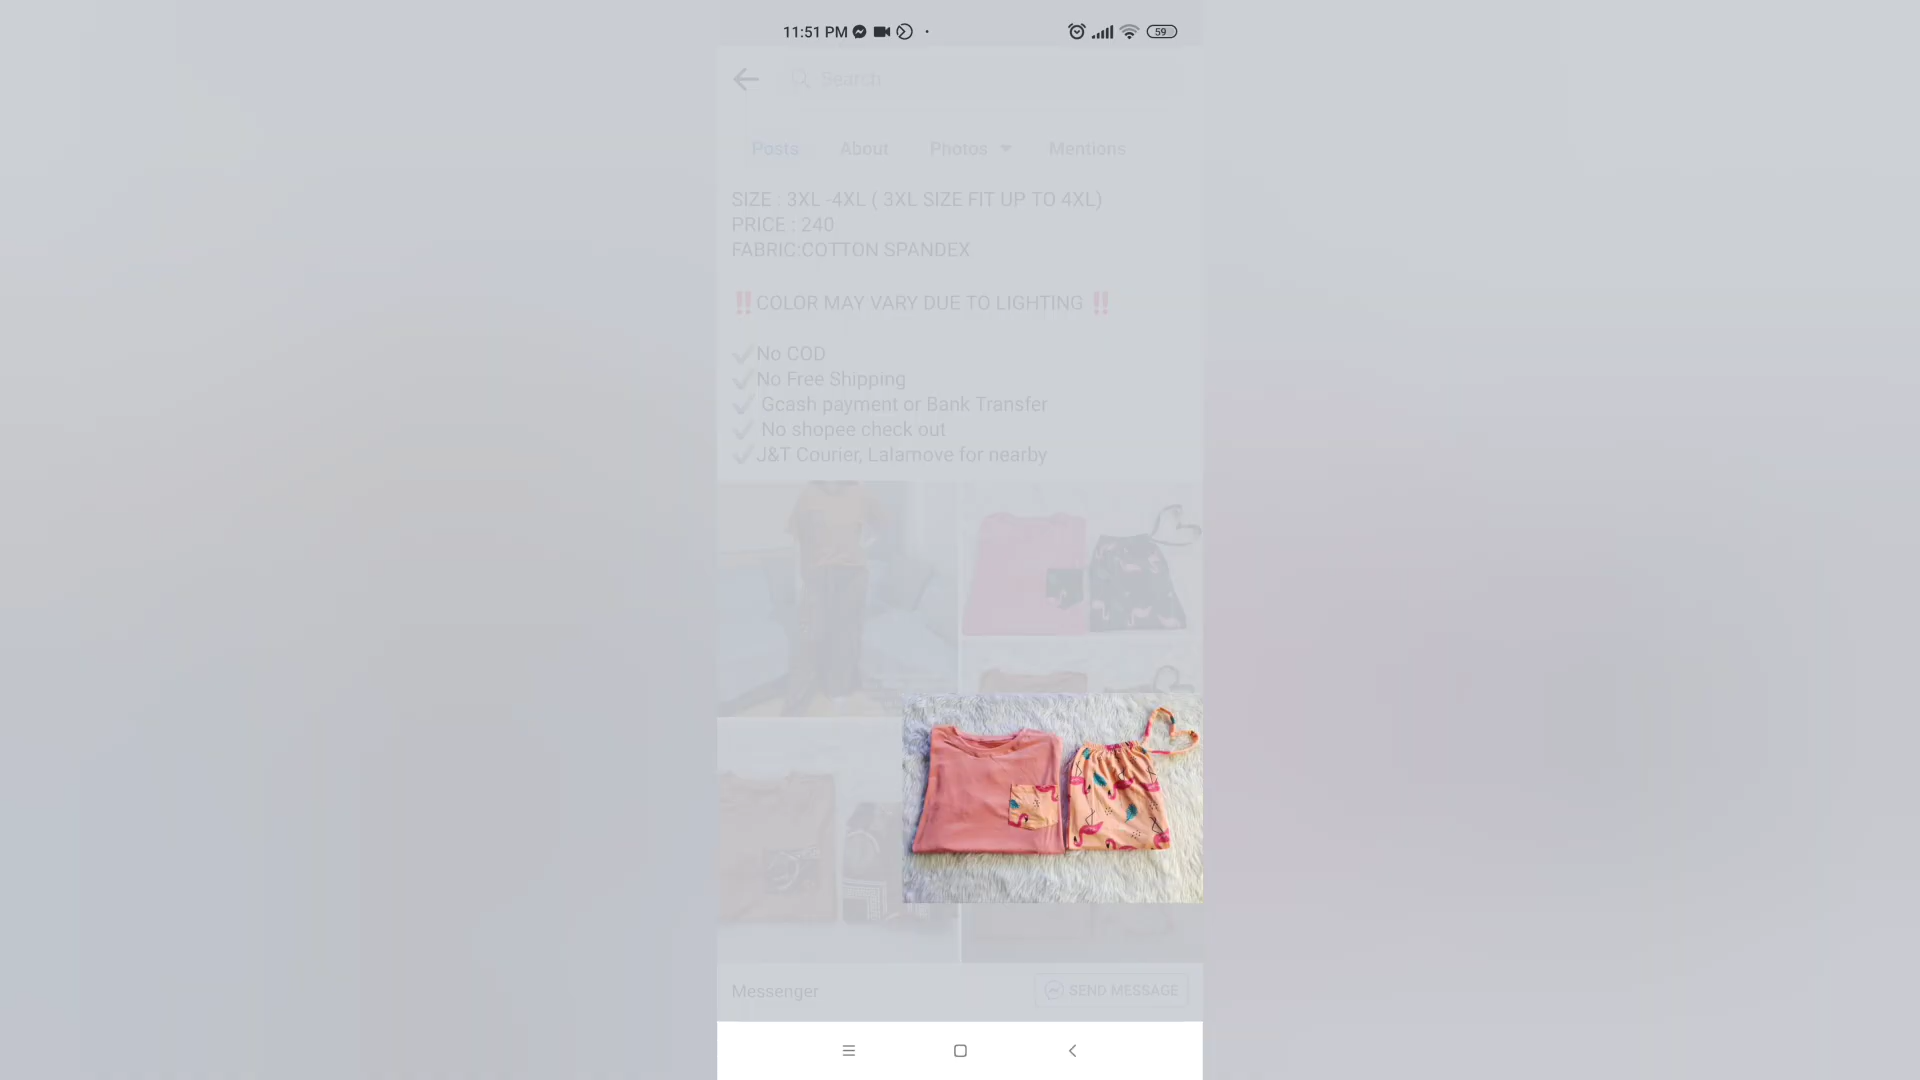 11:51 PM
59
Search
Posts About Photos Mentions
SIZE : 3XL -4XL ( 3XL SIZE FIT UP TO 4XL)
PRICE : 240
FABRIC:COTTON SPANDEX
‼️COLOR MAY VARY DUE TO LIGHTING ‼️
✔️No COD
✔️No Free Shipping
✔️ Gcash payment or Bank Transfer
✔️ No shopee check out
✔️J&T Courier, Lalamove for nearby
Messenger
SEND MESSAGE